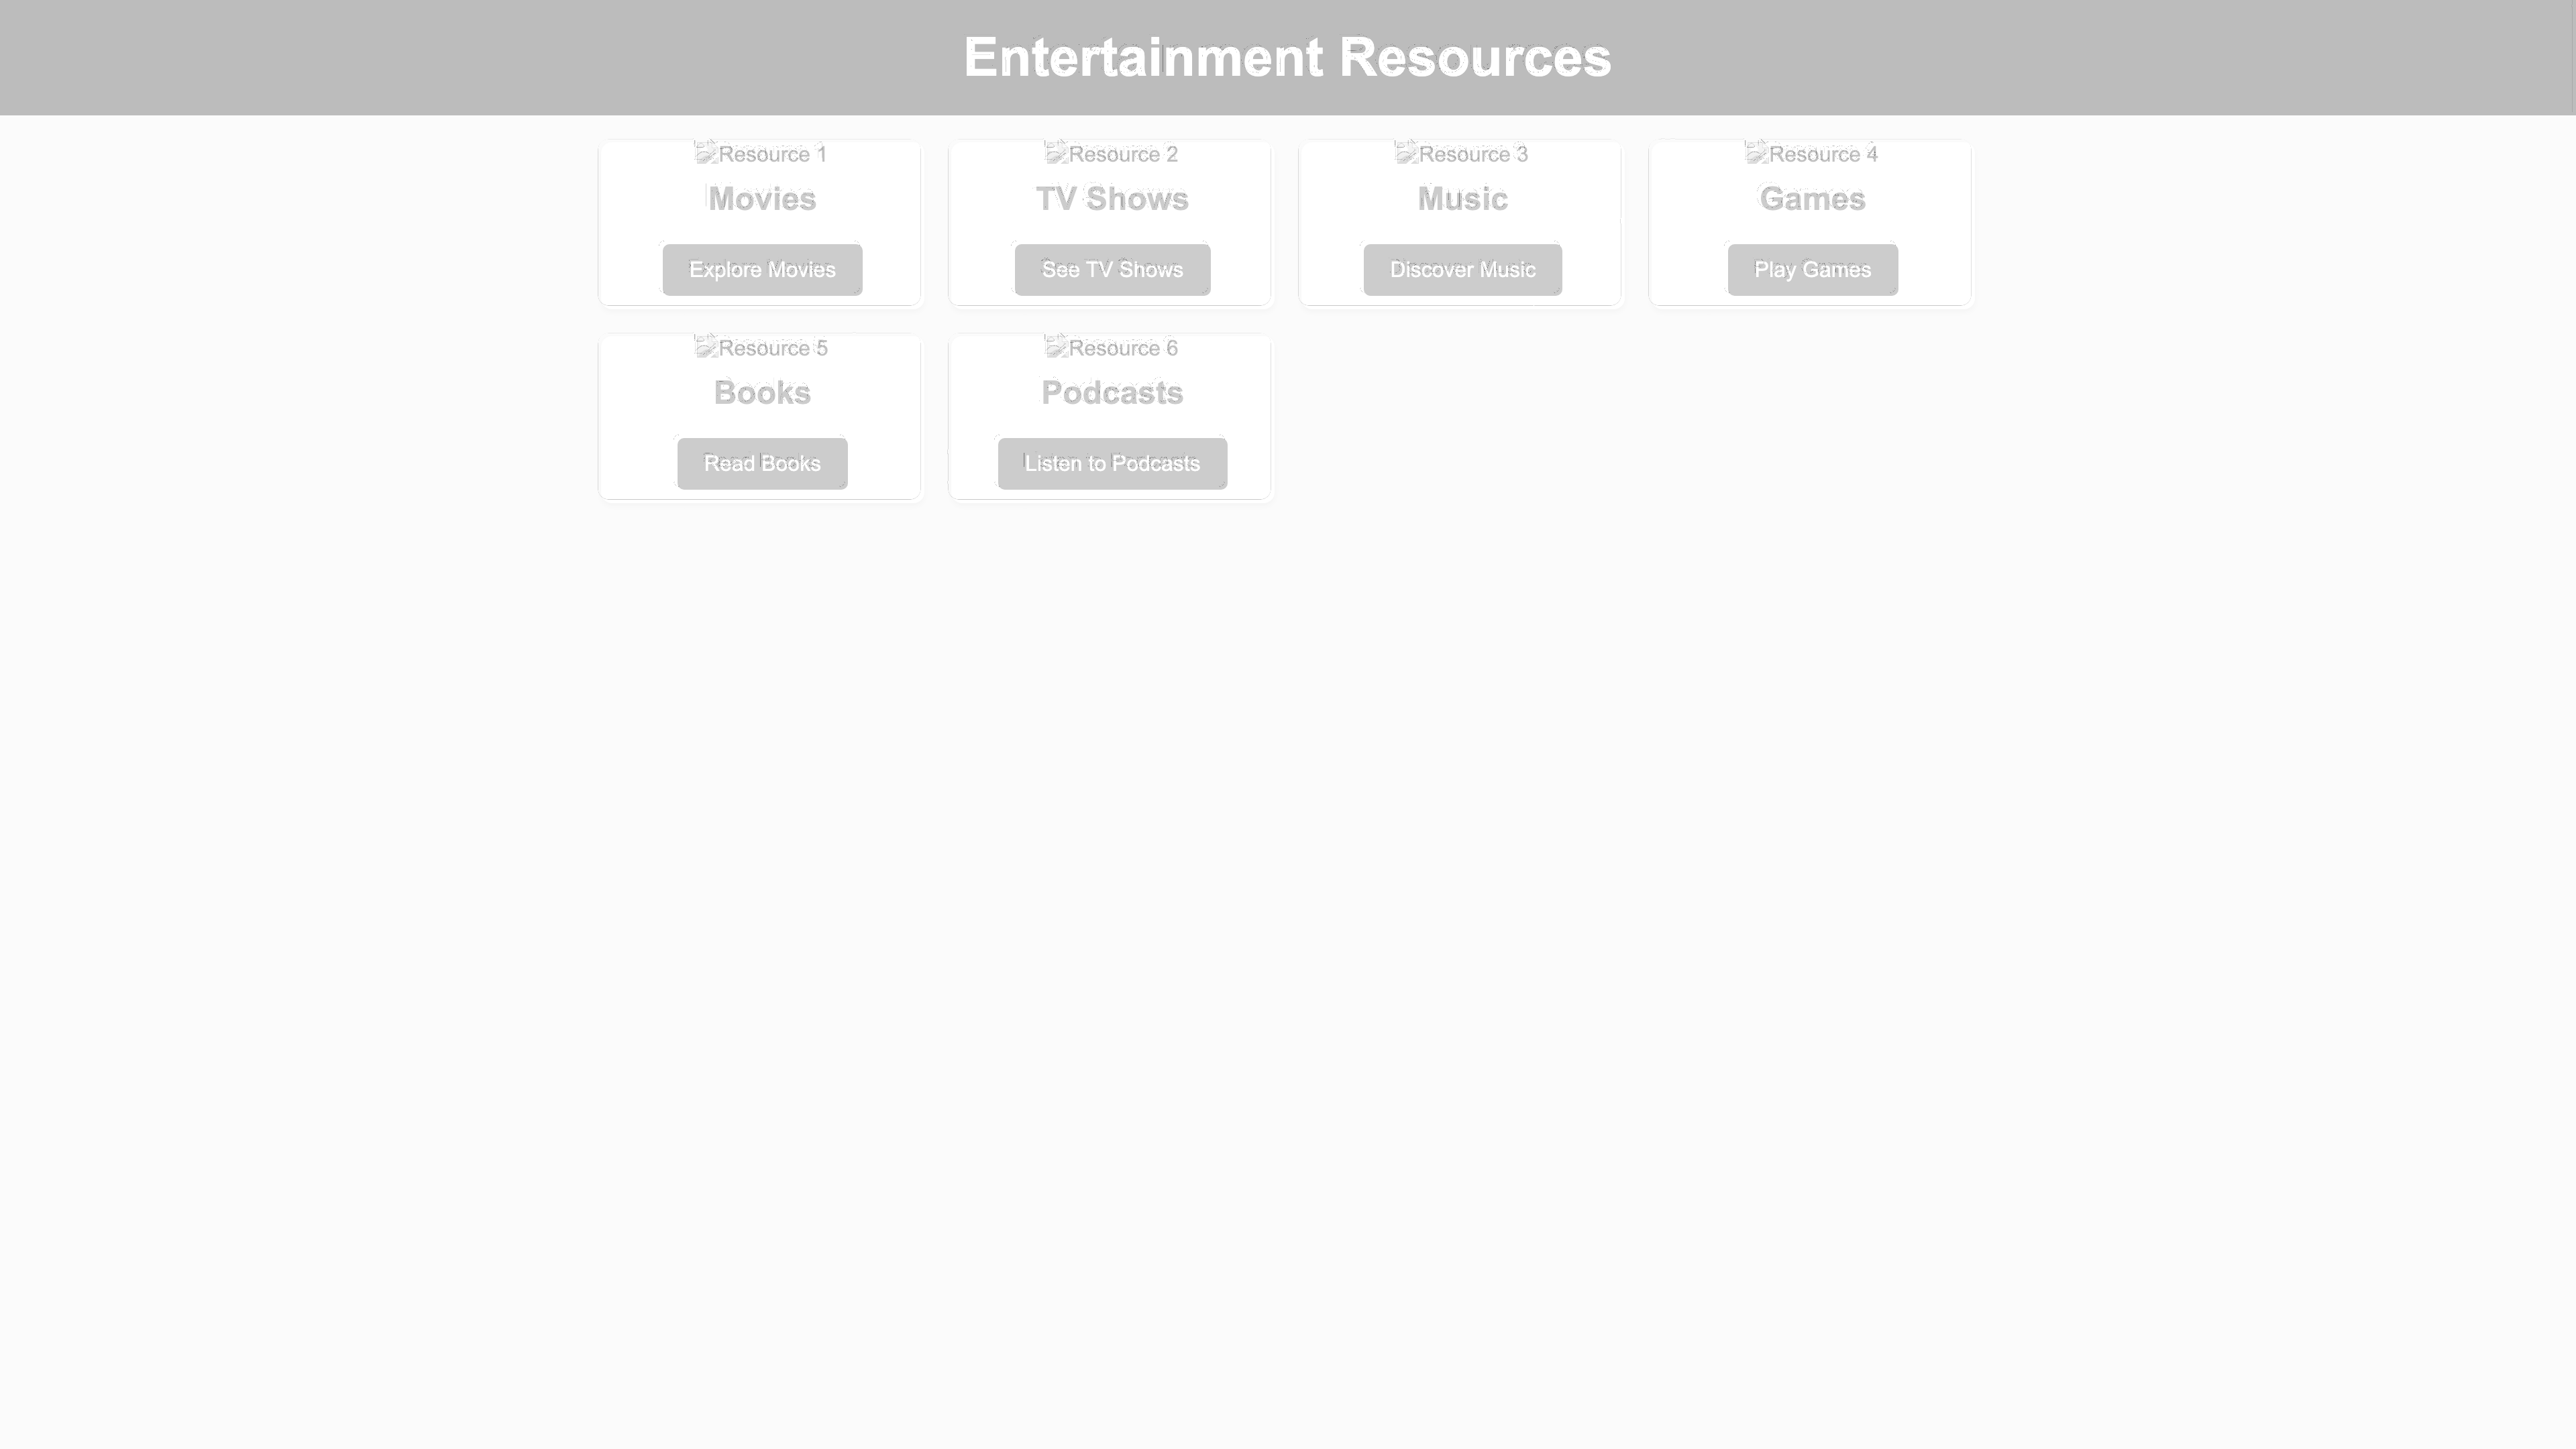 Entertainment Resources
Resource 1
Movies
Explore Movies
Resource 2
TV Shows
See TV Shows
Resource 3
Music
Discover Music
Resource 4
Games
Play Games
Resource 5
Books
Read Books
Resource 6
Podcasts
Listen to Podcasts